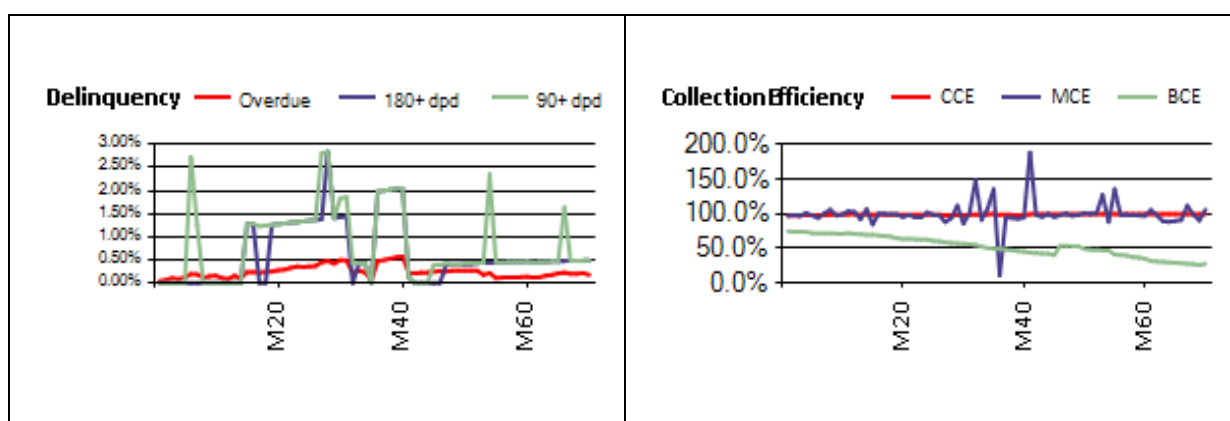 Delinquency Overdue 180+ dpd 90+ dpd
3.00%
2.50%
2.00%
1.50%
1.00%
0.50%
0.00%
M20
M40
M60
CollectionEfficiency CCE MCE BCE
200.0%
150.0%
100.0%
50.0%
0.0%
M20
M40
M60